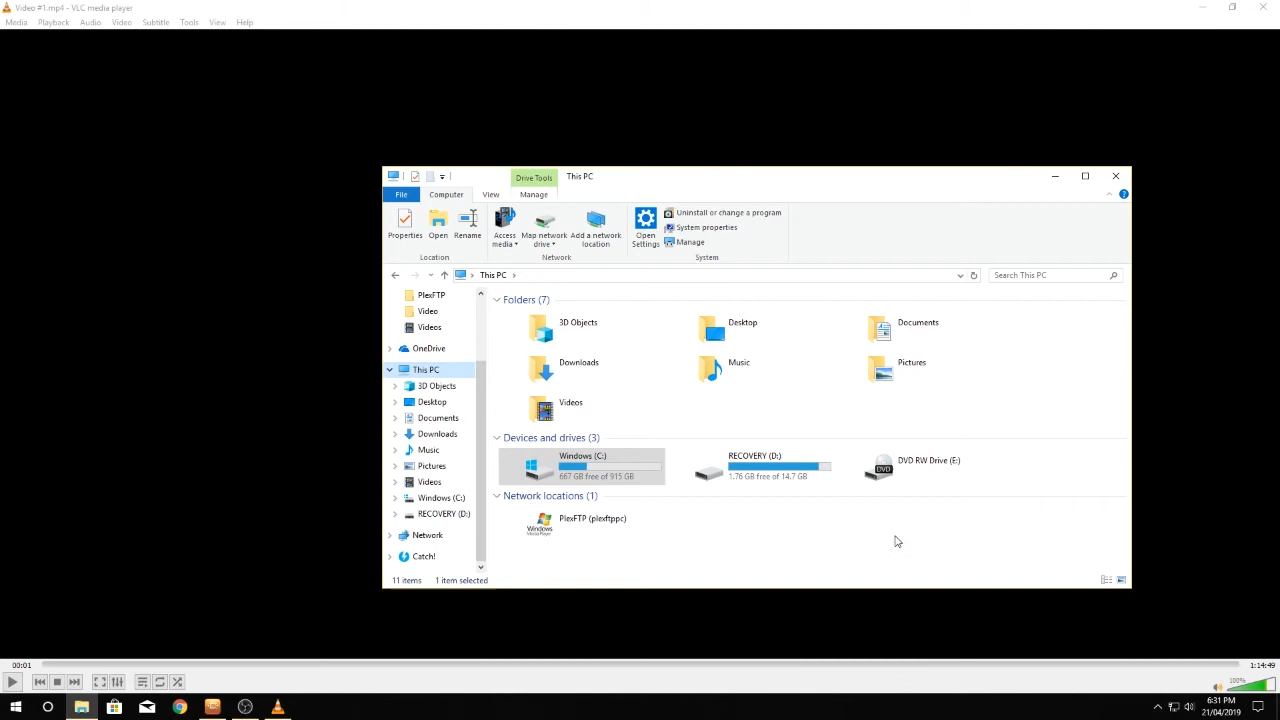 Video #1.mp4 - VLC media player
Media Playback Audio Video Subtitle Tools View Help
Drive Tools This PC
File Computer View Manage
Properties Open Rename
Access media Map network drive Add a network location
Open Settings
Uninstall or change a program
System properties
Manage
Location Network System
This PC
Search This PC
PlexFTP
Video
Videos
OneDrive
This PC
3D Objects
Desktop
Documents
Downloads
Music
Pictures
Videos
Windows (C:)
RECOVERY (D:)
Network
Catch!
Folders (7)
3D Objects Desktop Documents
Downloads Music Pictures
Videos
Devices and drives (3)
Windows (C:)
667 GB free of 915 GB
RECOVERY (D:)
1.76 GB free of 14.7 GB
DVD RW Drive (E:)
DVD
Network locations (1)
PlexFTP (plexftppc)
Windows
Media Player
11 items 1 item selected
00:01 1:14:49
100%
6:31 PM
21/04/2019